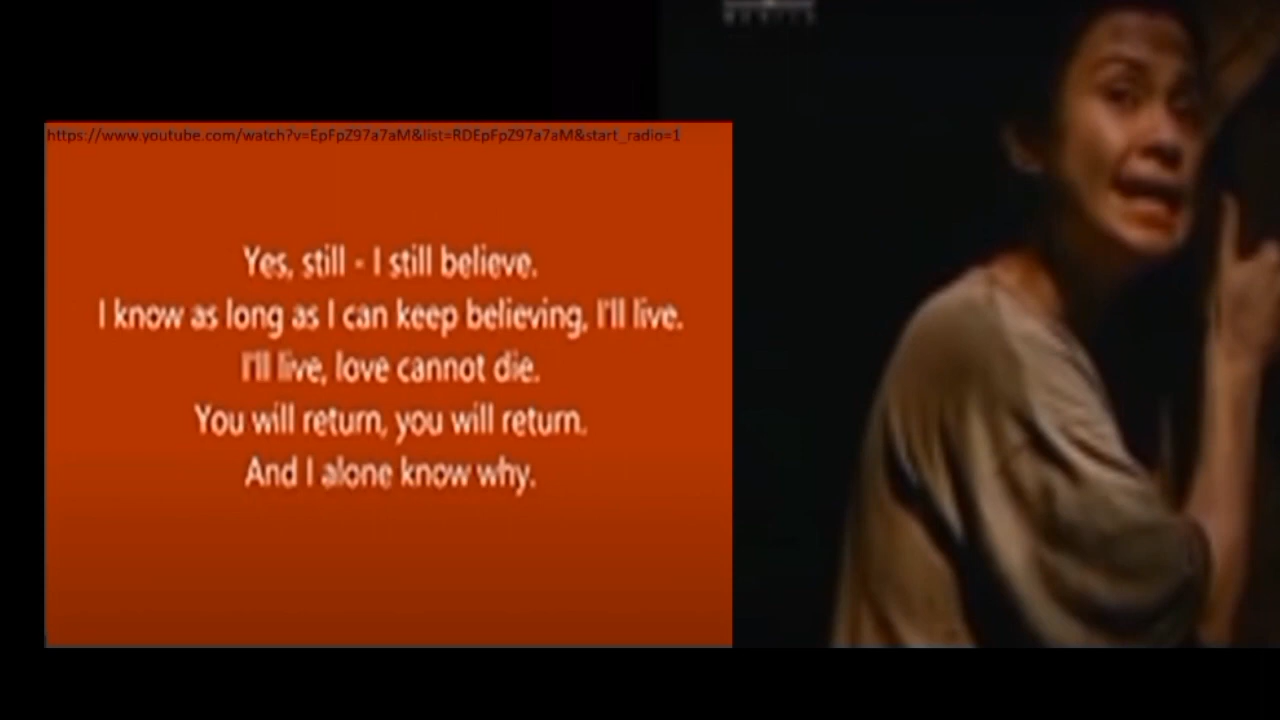 https://www.youtube.com/watch?v=EpFpZ97a7aM&list=RDEpFpZ97a7aM&start_radio=1
Yes, still - I still believe.
I know as long as I can keep believing, I'll live.
I'll live, love cannot die.
You will return, you will return.
And I alone know why.